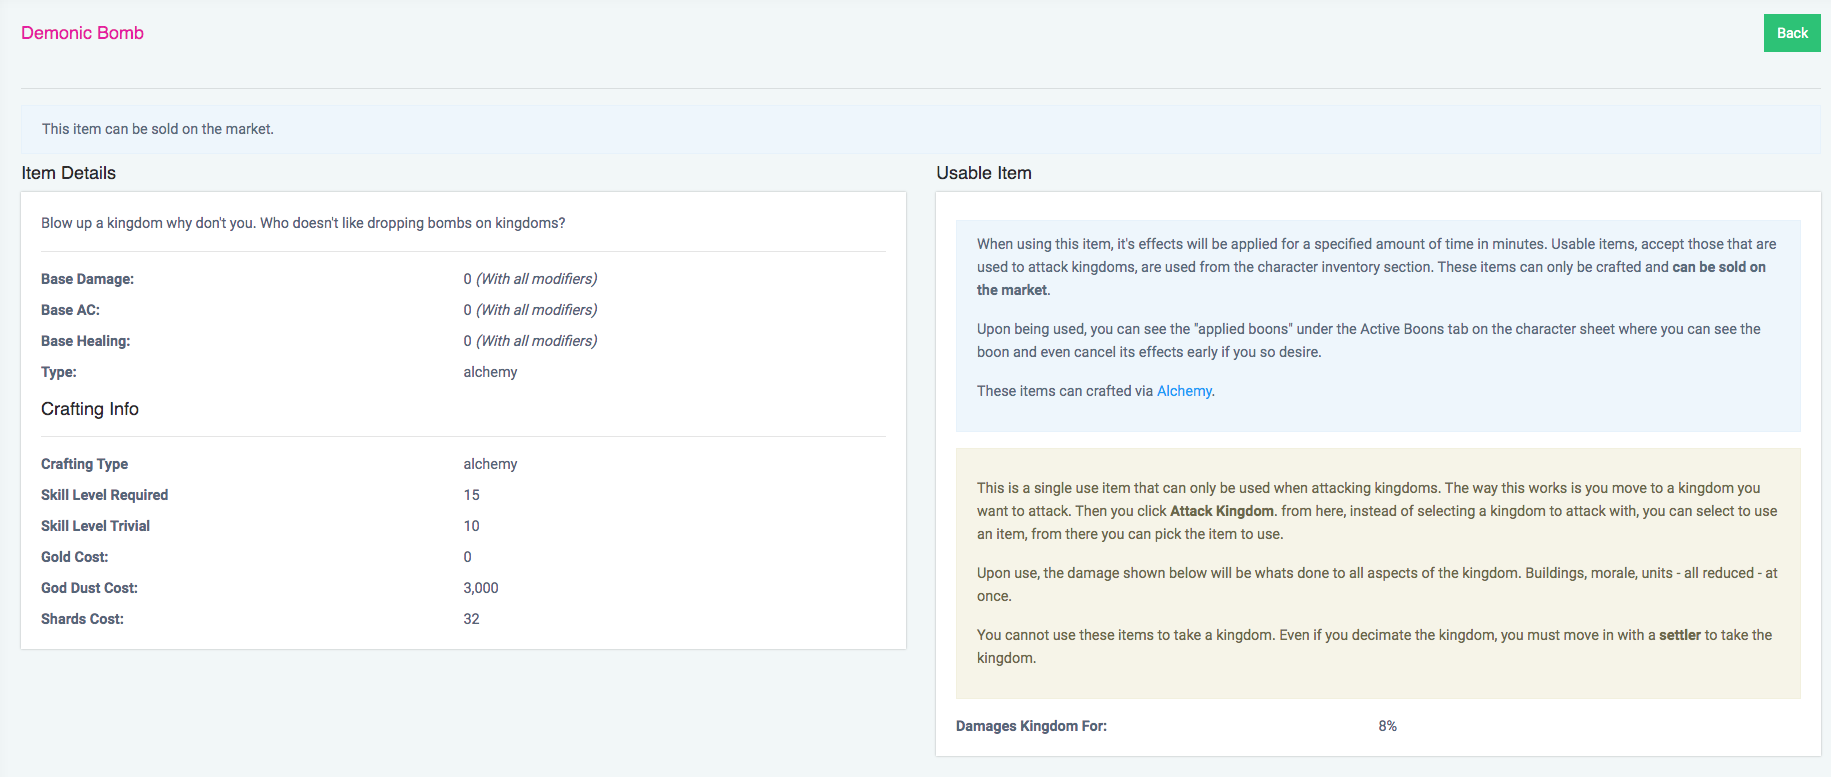 Demonic Bomb
Back
This item can be sold on the market.
Item Details
Blow up a kingdom why don't you. Who doesn't like dropping bombs on kingdoms?
Base Damage: 0 (With all modifiers)
Base AC: 0 (With all modifiers)
Base Healing: 0 (With all modifiers)
Type: alchemy
Crafting Info
Crafting Type alchemy
Skill Level Required 15
Skill Level Trivial 10
Gold Cost: 0
God Dust Cost: 3,000
Shards Cost: 32
Usable Item
When using this item, it's effects will be applied for a specified amount of time in minutes. Usable items, accept those that are
used to attack kingdoms, are used from the character inventory section. These items can only be crafted and can be sold on
the market.
Upon being used, you can see the "applied boons" under the Active Boons tab on the character sheet where you can see the
boon and even cancel its effects early if you so desire.
These items can crafted via Alchemy.
This is a single use item that can only be used when attacking kingdoms. The way this works is you move to a kingdom you
want to attack. Then you click Attack Kingdom. from here, instead of selecting a kingdom to attack with, you can select to use
an item, from there you can pick the item to use.
Upon use, the damage shown below will be whats done to all aspects of the kingdom. Buildings, morale, units - all reduced - at
once.
You cannot use these items to take a kingdom. Even if you decimate the kingdom, you must move in with a settler to take the
kingdom.
Damages Kingdom For: 8%